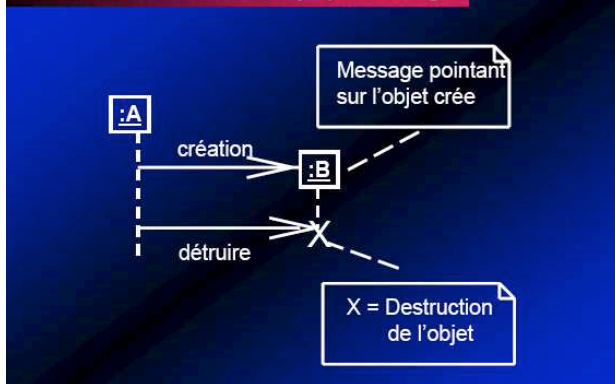 Message pointant
sur l'objet crée
:A
création
:B
détruire
X
X = Destruction
de l'objet